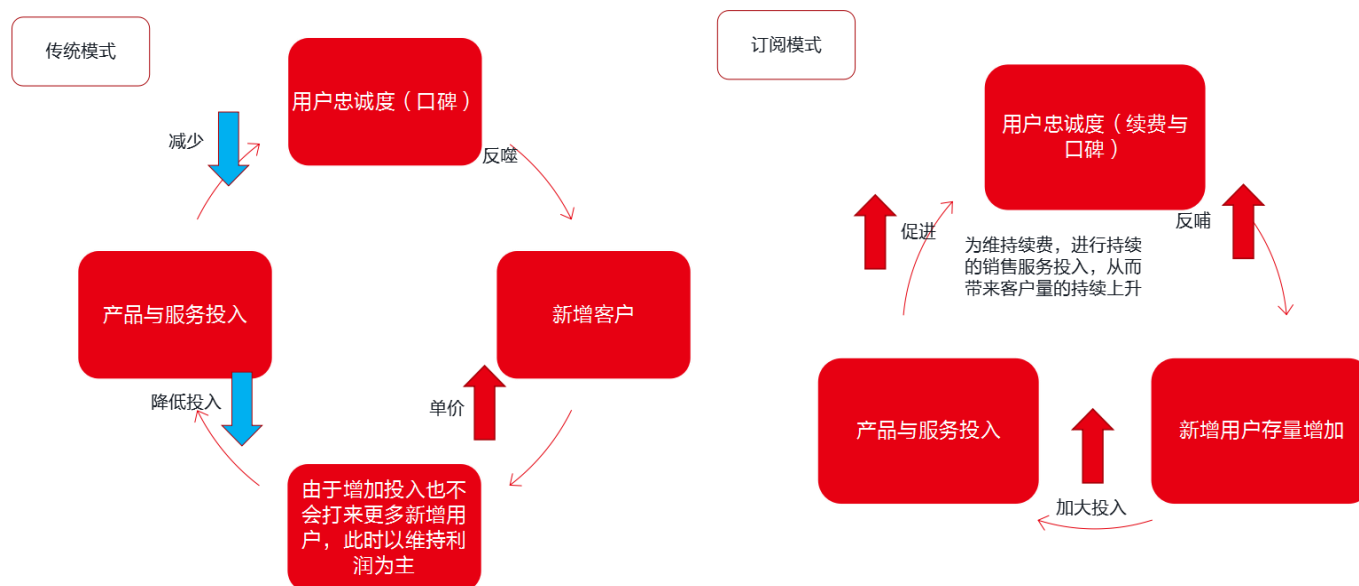 传统模式
用户忠诚度（口碑）
减少
反噬
产品与服务投入
新增客户
降低投入
单价
由于增加投入也不
会打来更多新增用
户，此时以维持利
润为主
订阅模式
用户忠诚度（续费与
口碑）
促进
反哺
为维持续费，进行持续
的销售服务投入，从而
带来客户量的持续上升
产品与服务投入
新增用户存量增加
加大投入